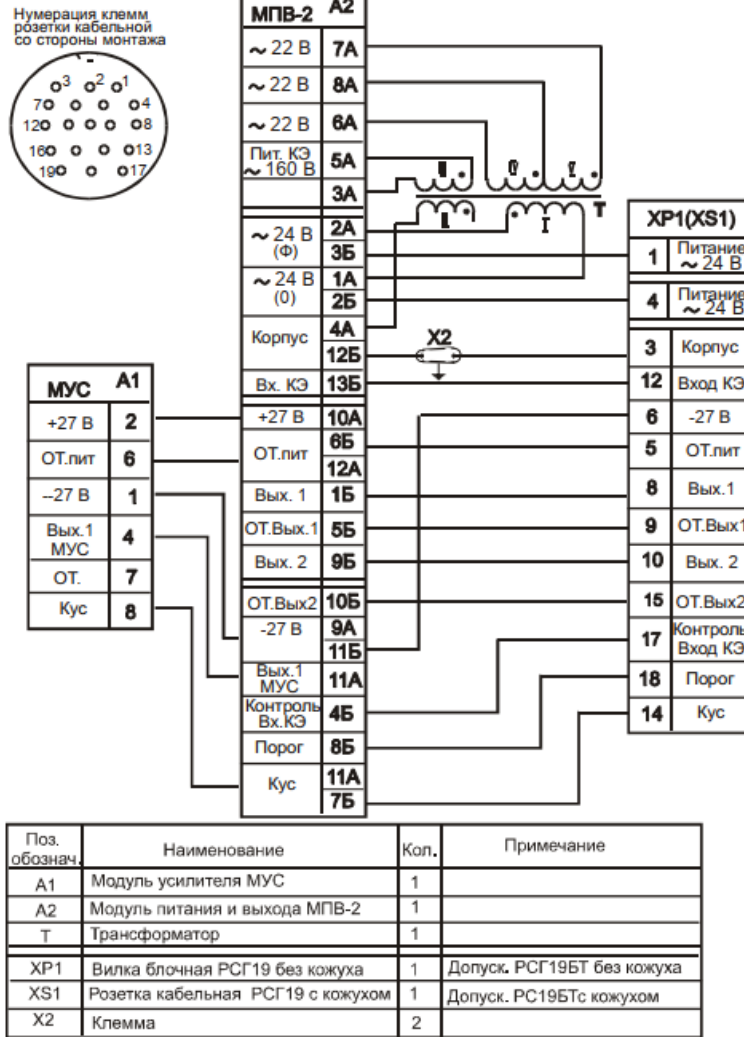 Нумерация клемм
розетки кабельной
со стороны монтажа
3 2 1
7 4
12 8
16 13
19 17
МПВ-2 А2
~ 22 В 7А
~ 22 В 8А
~ 22 В 6А
Пит. КЭ
~ 160 В 5А
3А
~ 24 В
(Ф)
2А
3Б
~ 24 В
(0)
1А
2Б
Корпус
4А
12Б
Вх. КЭ 13Б
+27 В 10А
ОТ.пит
6Б
12А
Вых. 1 1Б
ОТ.Вых.1 5Б
Вых. 2 9Б
ОТ.Вых2 10Б
-27 В
9А
11Б
Вых.1
МУС
11А
Контроль
Вх.КЭ
4Б
Порог 8Б
Кус
11А
7Б
Т
I
X2
МУС А1
+27 В 2
ОТ.пит 6
--27 В 1
Вых.1
МУС
4
ОТ. 7
Кус 8
ХР1(XS1)
1 Питание
~ 24 В
4 Питание
~ 24 В
3 Корпус
12 Вход КЭ
6 -27 В
5 ОТ.пит
8 Вых.1
9 ОТ.Вых1
10 Вых. 2
15 ОТ.Вых2
17 Контроль
Вход КЭ
18 Порог
14 Кус
Поз.
обознач. Наименование Кол. Примечание
А1 Модуль усилителя МУС 1
А2 Модуль питания и выхода МПВ-2 1
Т Трансформатор 1
ХР1 Вилка блочная РСГ19 без кожуха 1 Допуск. РСГ19БТ без кожуха
XS1 Розетка кабельная РСГ19 с кожухом 1 Допуск. РС19БТс кожухом
X2 Клемма 2